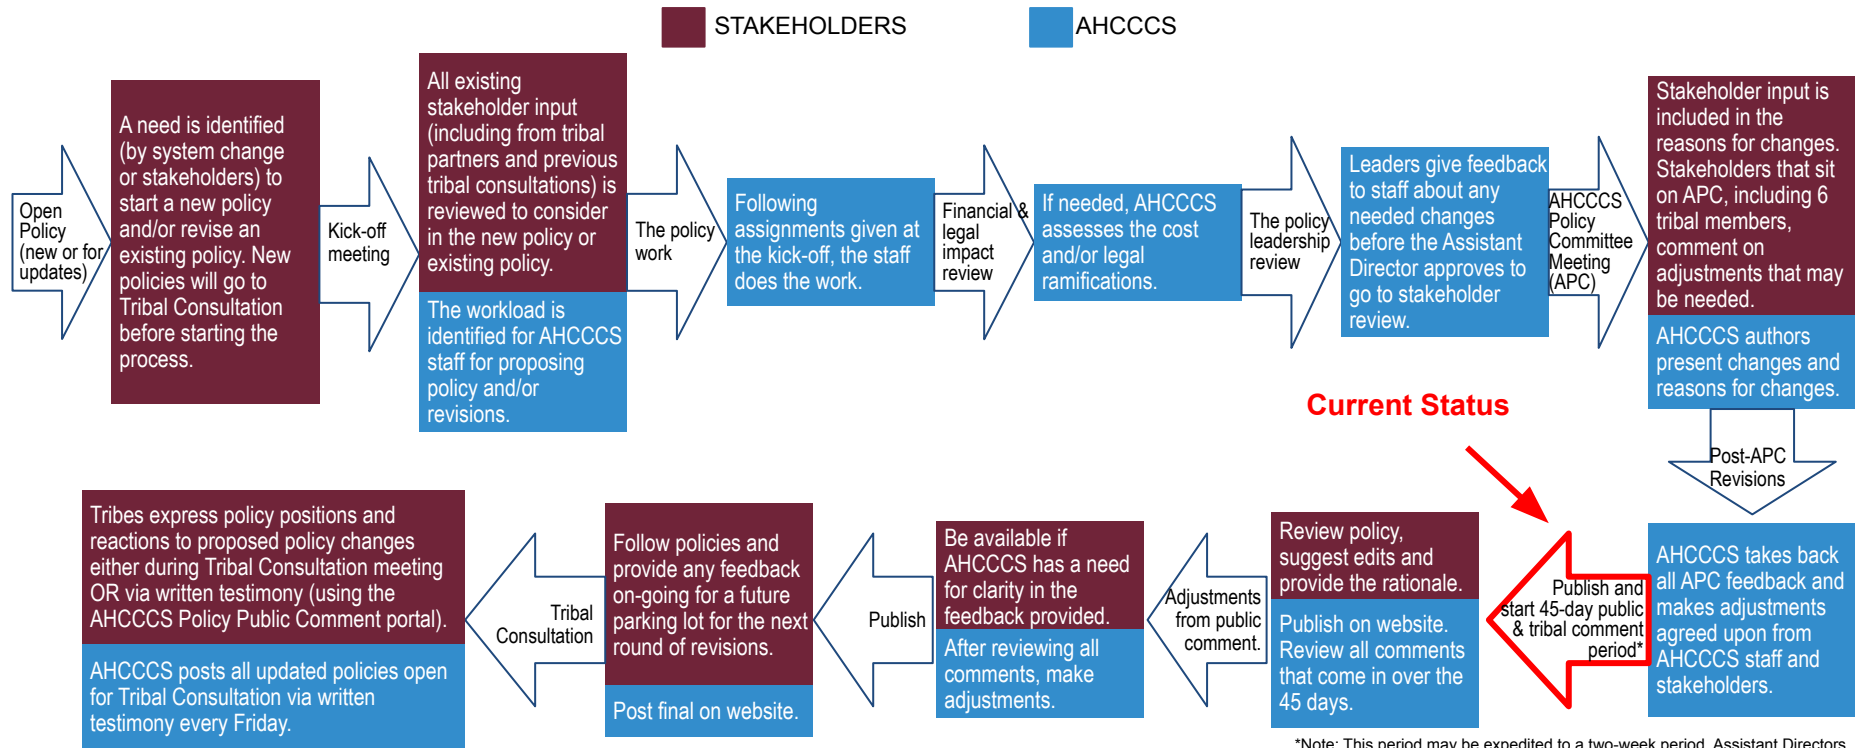 STAKEHOLDERS
AHCCCS
Open
Policy
(new or for
updates)
A need is identified
(by system change
or stakeholders) to
start a new policy
and/or revise an
existing policy. New
policies will go to
Tribal Consultation
before starting the
process.
Kick-off
meeting
All existing
stakeholder input
(including from tribal
partners and previous
tribal consultations) is
reviewed to consider
in the new policy or
existing policy.
The workload is
identified for AHCCCS
staff for proposing
policy and/or
revisions.
The policy
work
Following
assignments given at
the kick-off, the staff
does the work.
Financial &
legal
impact
review
If needed, AHCCCS
assesses the cost
and/or legal
ramifications.
The policy
leadership
review
Leaders give feedback
to staff about any
needed changes
before the Assistant
Director approves to
go to stakeholder
review.
AHCCCS
Policy
Committee
Meeting
(APC)
Stakeholder input is
included in the
reasons for changes.
Stakeholders that sit
on APC, including 6
tribal members,
comment on
adjustments that may
be needed.
AHCCCS authors
present changes and
reasons for changes.
Current Status
Post-APC
Revisions
AHCCCS takes back
all APC feedback and
makes adjustments
agreed upon from
AHCCCS staff and
stakeholders.
Publish and
start 45-day public
& tribal comment
period*
Review policy,
suggest edits and
provide the rationale.
Publish on website.
Review all comments
that come in over the
45 days.
Adjustments
from public
comment.
Be available if
AHCCCS has a need
for clarity in the
feedback provided.
After reviewing all
comments, make
adjustments.
Publish
Follow policies and
provide any feedback
on-going for a future
parking lot for the next
round of revisions.
Post final on website.
Tribal
Consultation
Tribes express policy positions and
reactions to proposed policy changes
either during Tribal Consultation meeting
OR via written testimony (using the
AHCCCS Policy Public Comment portal).
AHCCCS posts all updated policies open
for Tribal Consultation via written
testimony every Friday.
*Note: This period may be expedited to a two-week period. Assistant Directors